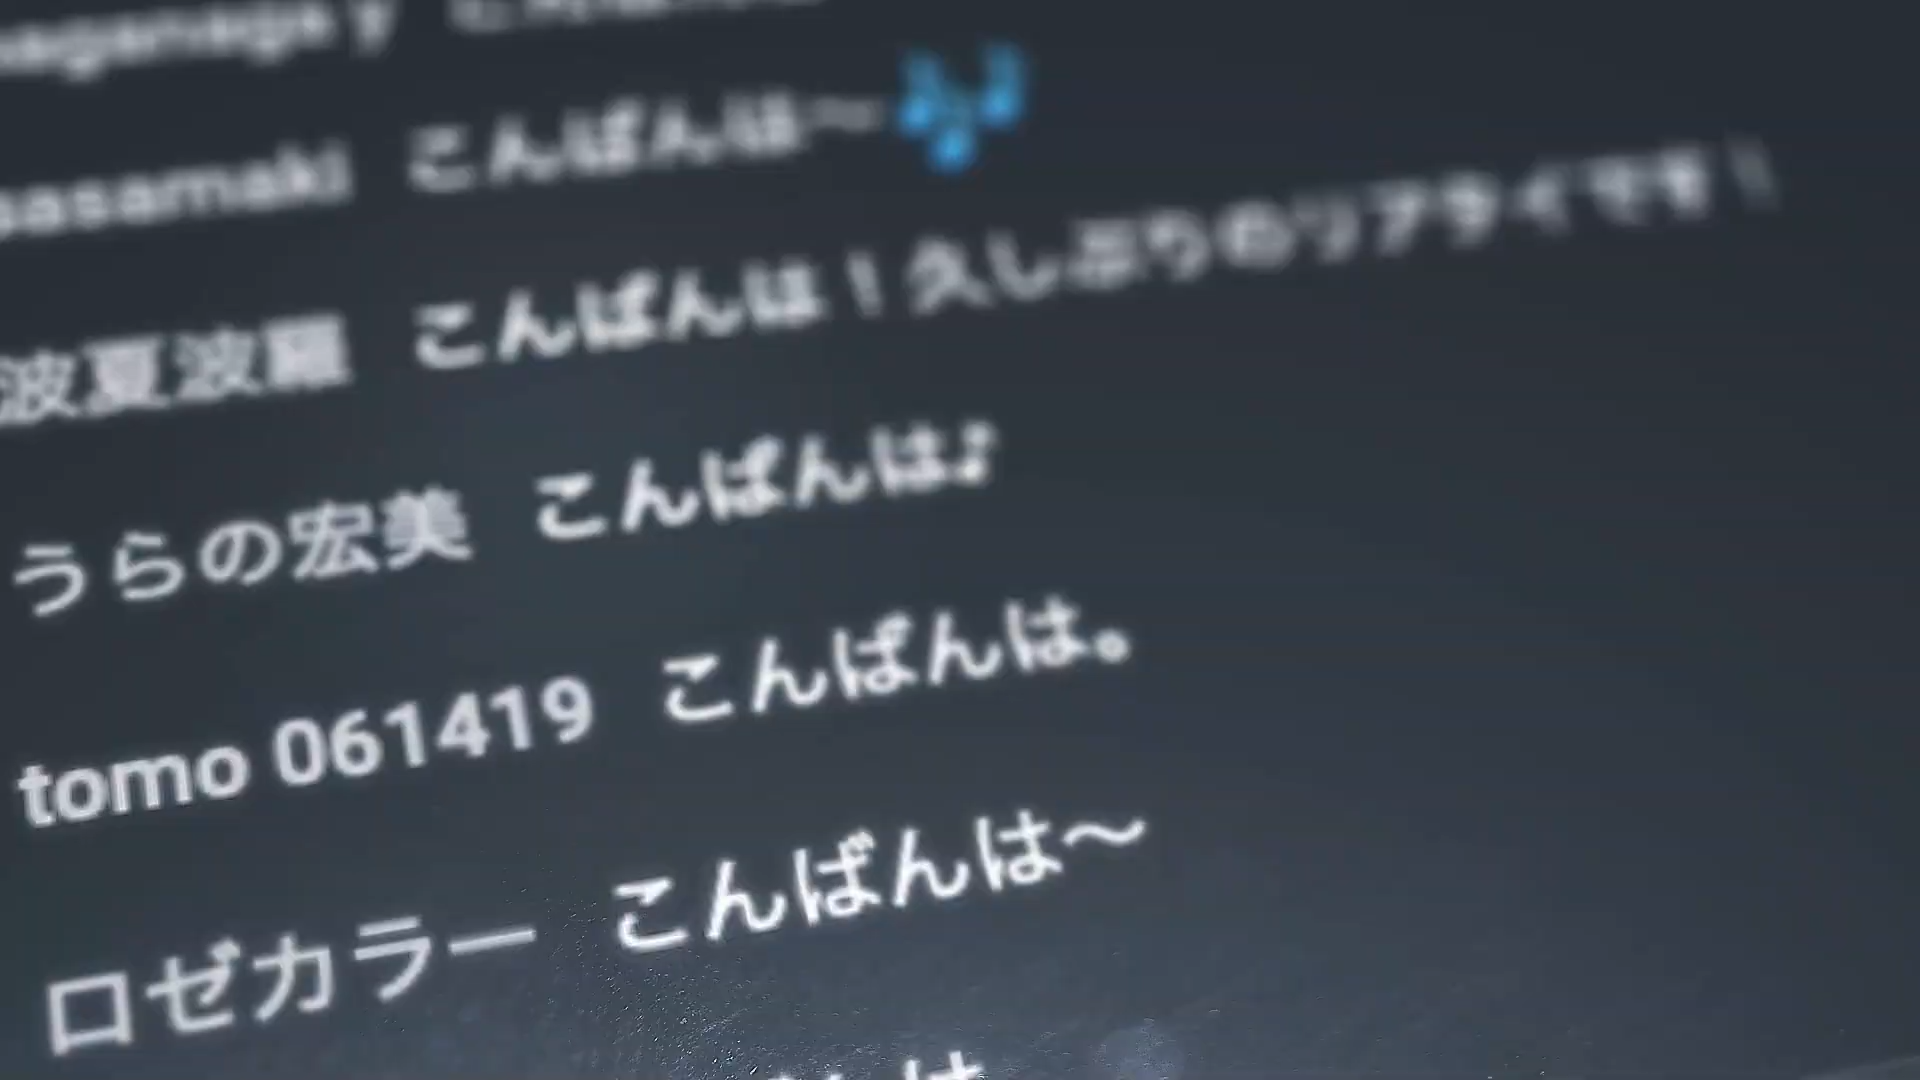 sasamaki こんばんは〜
波夏波羅 こんばんは！久しぶりのリアライです！
うらの宏美 こんばんは♪
tomo 061419 こんばんは。
ロゼカラー こんばんは〜